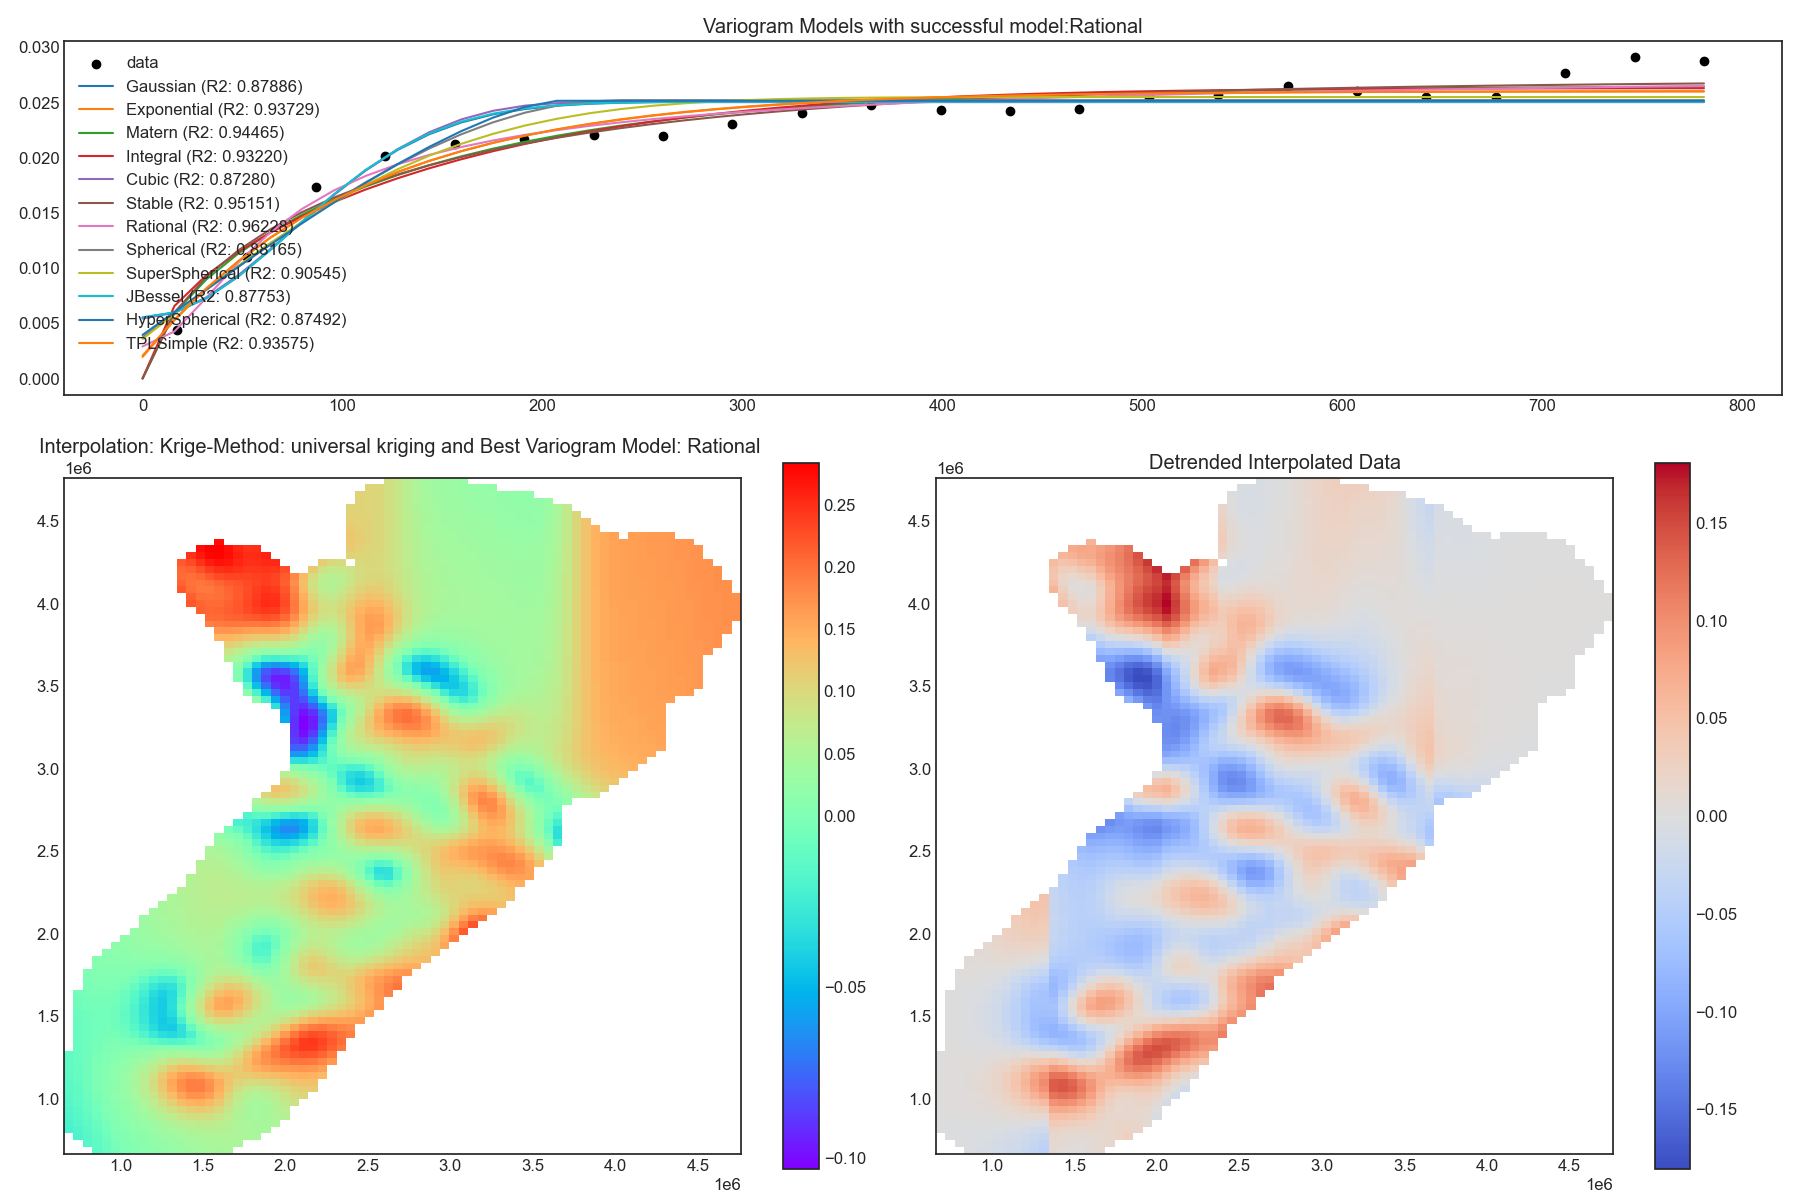 Variogram Models with successful model:Rational
0.030
0.025
0.020
0.015
0.010
0.005
0.000
data
Gaussian (R2: 0.87886)
Exponential (R2: 0.93729)
Matern (R2: 0.94465)
Integral (R2: 0.93220)
Cubic (R2: 0.87280)
Stable (R2: 0.95151)
Rational (R2: 0.96228)
Spherical (R2: 0.88165)
SuperSpherical (R2: 0.90545)
JBessel (R2: 0.87753)
HyperSpherical (R2: 0.87492)
TPLSimple (R2: 0.93575)
0 100 200 300 400 500 600 700 800
Interpolation: Krige-Method: universal kriging and Best Variogram Model: Rational
1e6
4.5
4.0
3.5
3.0
2.5
2.0
1.5
1.0
1.0 1.5 2.0 2.5 3.0 3.5 4.0 4.5
1e6
0.25
0.20
0.15
0.10
0.05
0.00
−0.05
−0.10
Detrended Interpolated Data
1e6
4.5
4.0
3.5
3.0
2.5
2.0
1.5
1.0
1.0 1.5 2.0 2.5 3.0 3.5 4.0 4.5
1e6
0.15
0.10
0.05
0.00
−0.05
−0.10
−0.15